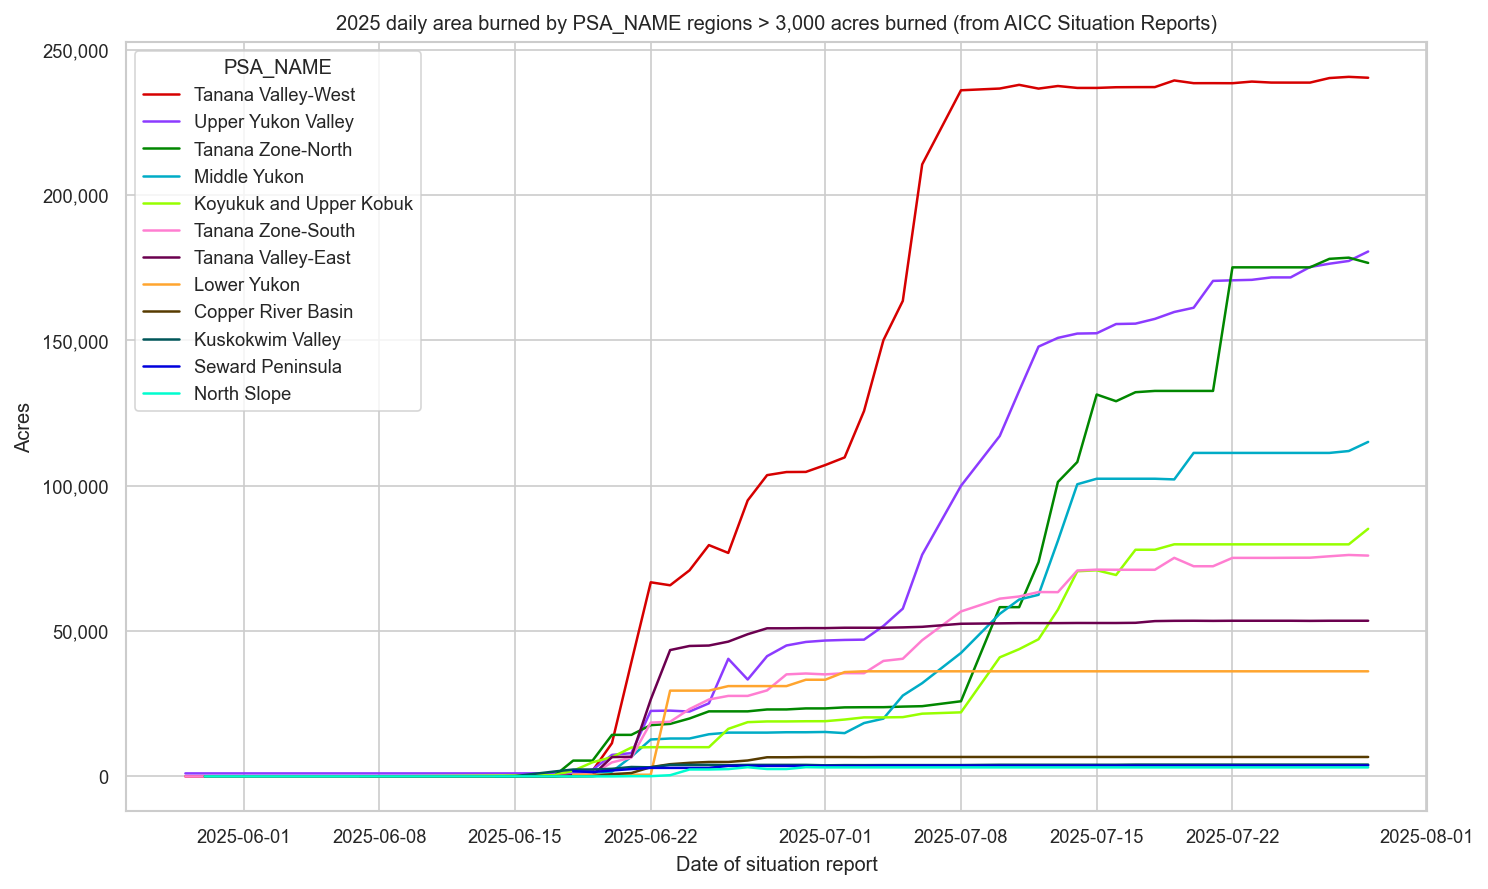 2025 daily area burned by PSA_NAME regions > 3,000 acres burned (from AICC Situation Reports)
250,000
200,000
150,000
100,000
50,000
0
Acres
PSA_NAME
Tanana Valley-West
Upper Yukon Valley
Tanana Zone-North
Middle Yukon
Koyukuk and Upper Kobuk
Tanana Zone-South
Tanana Valley-East
Lower Yukon
Copper River Basin
Kuskokwim Valley
Seward Peninsula
North Slope
2025-06-01 2025-06-08 2025-06-15 2025-06-22 2025-07-01 2025-07-08 2025-07-15 2025-07-22 2025-08-01
Date of situation report